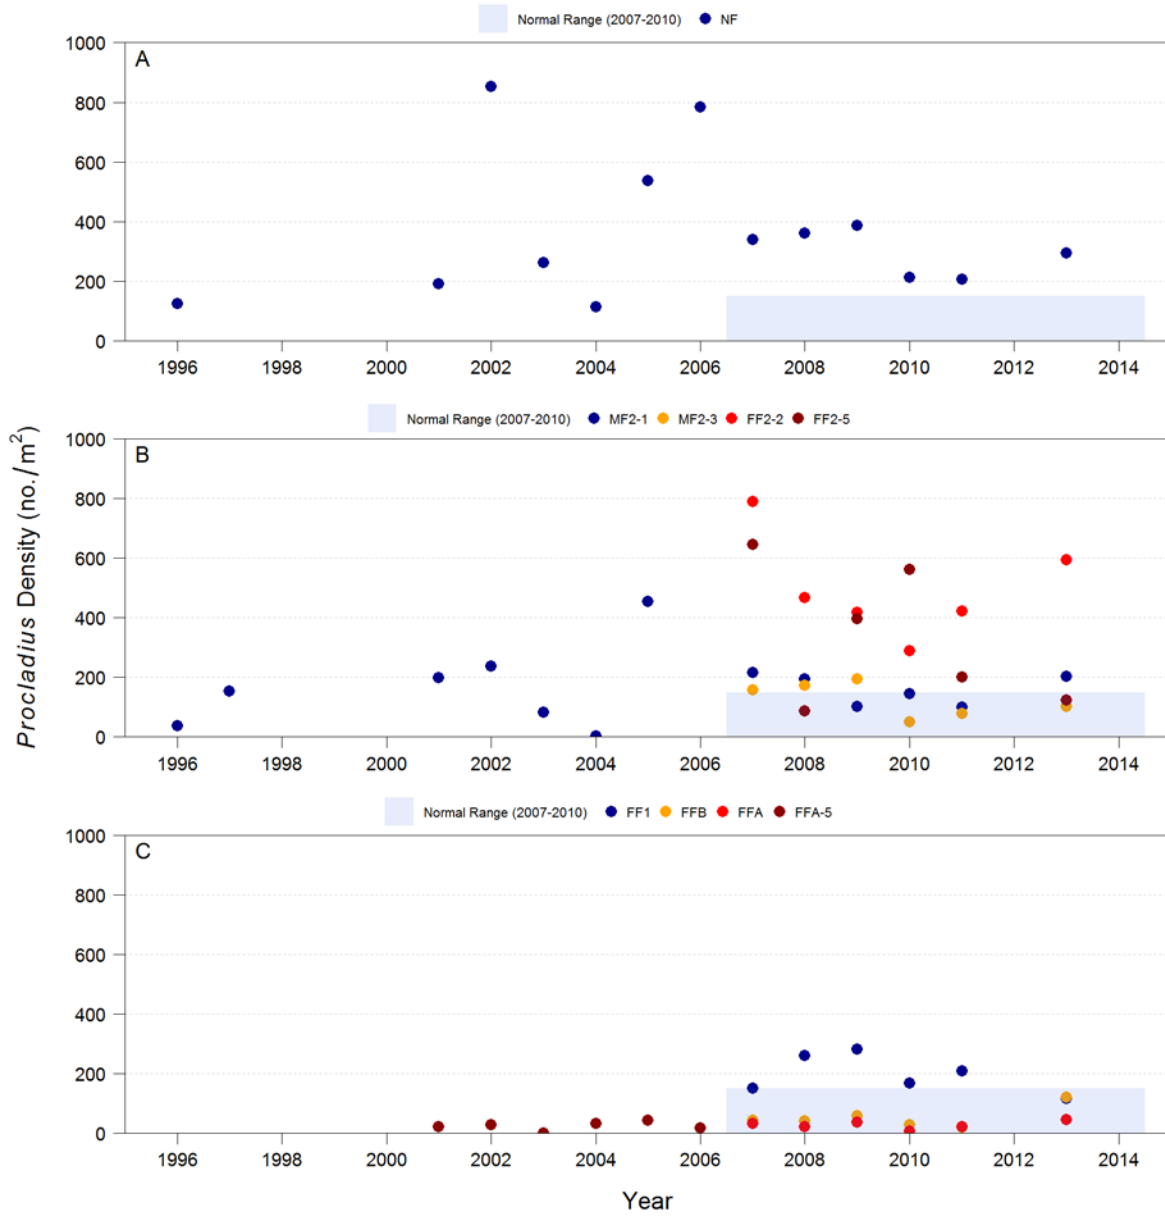 Normal Range (2007-2010) NF
A
1000
800
600
400
200
0
1996 1998 2000 2002 2004 2006 2008 2010 2012 2014
Normal Range (2007-2010) MF2-1 MF2-3 FF2-2 FF2-5
B
1000
800
600
400
200
0
1996 1998 2000 2002 2004 2006 2008 2010 2012 2014
Procladius Density (no./m²)
Normal Range (2007-2010) FF1 FFB FFA FFA-5
C
1000
800
600
400
200
0
1996 1998 2000 2002 2004 2006 2008 2010 2012 2014
Year